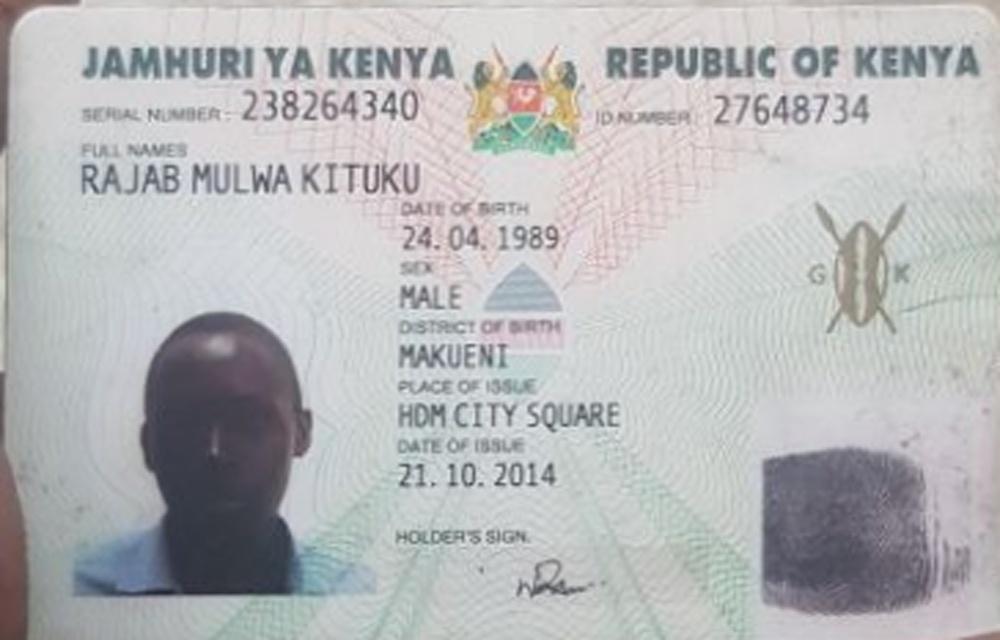 JAMHURI YA KENYA
REPUBLIC OF KENYA
SERIAL NUMBER: 238264340
ID NUMBER: 27648734
FULL NAMES
RAJAB MULWA KITUKU
DATE OF BIRTH
24. 04. 1989
SEX
MALE
DISTRICT OF BIRTH
MAKUENI
PLACE OF ISSUE
HDM CITY SQUARE
DATE OF ISSUE
21. 10. 2014
HOLDER'S SIGN.
G K